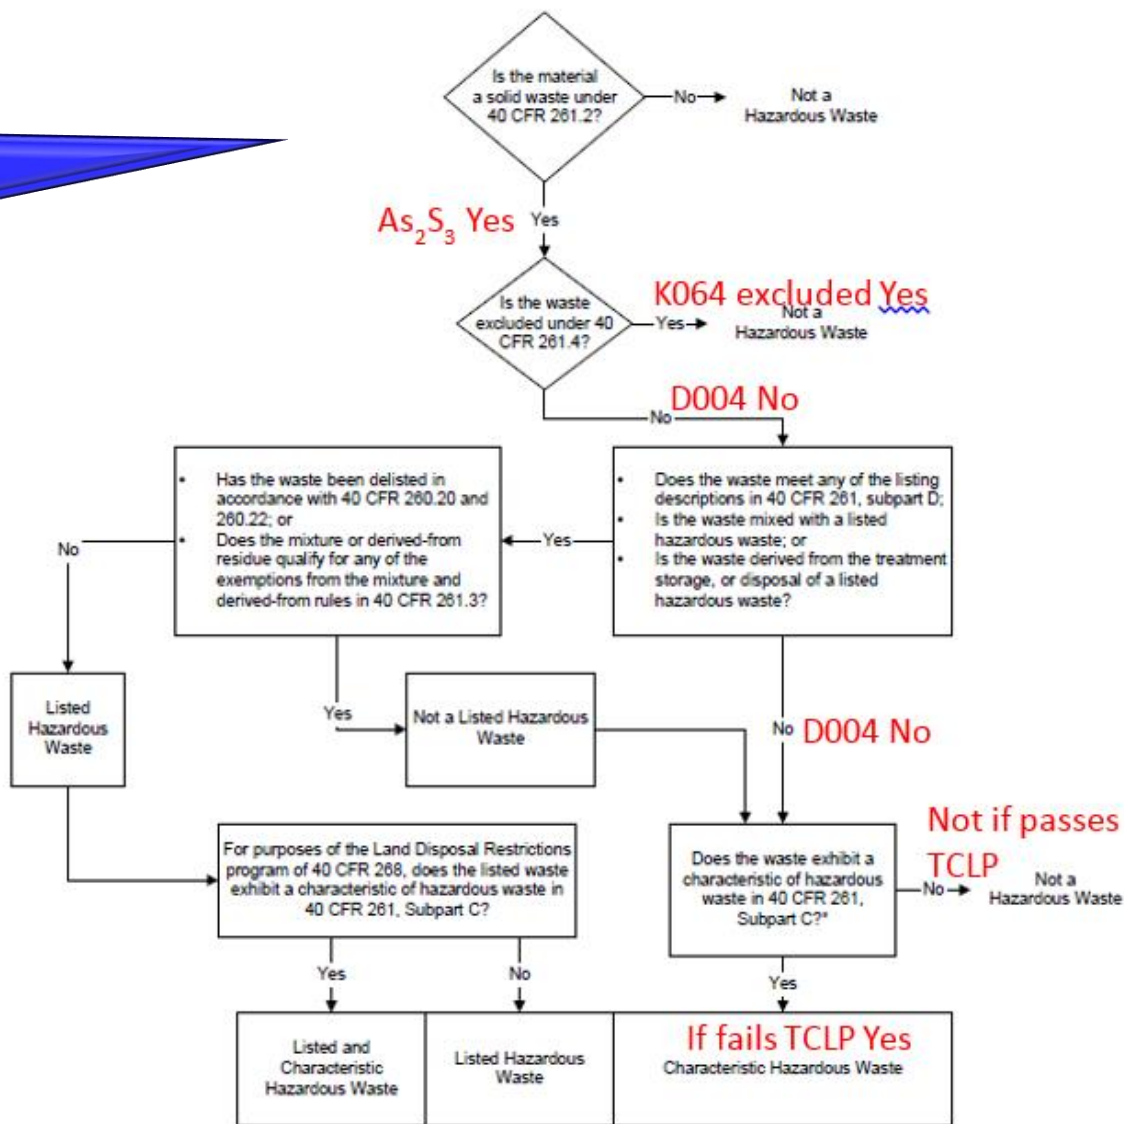 Is the material
a solid waste under
40 CFR 261.2?
No
Not a
Hazardous Waste
As₂S₃ Yes
Yes
K064 excluded Yes
Is the waste
excluded under 40
CFR 261.4?
Yes
Not a
Hazardous Waste
D004 No
No
• Has the waste been delisted in
accordance with 40 CFR 260.20 and
260.22; or
• Does the mixture or derived-from
residue qualify for any of the
exemptions from the mixture and
derived-from rules in 40 CFR 261.3?
Yes
• Does the waste meet any of the listing
descriptions in 40 CFR 261, subpart D;
• Is the waste mixed with a listed
hazardous waste; or
• Is the waste derived from the treatment
storage, or disposal of a listed
hazardous waste?
No
Listed
Hazardous
Waste
Yes
Not a Listed Hazardous
Waste
No
D004 No
For purposes of the Land Disposal Restrictions
program of 40 CFR 268, does the listed waste
exhibit a characteristic of hazardous waste in
40 CFR 261, Subpart C?
Does the waste exhibit a
characteristic of hazardous
waste in 40 CFR 261,
Subpart C?*
Not if passes
TCLP
No
Not a
Hazardous Waste
Yes
No
Yes
Listed and
Characteristic
Hazardous Waste
Listed Hazardous
Waste
If fails TCLP Yes
Characteristic Hazardous Waste